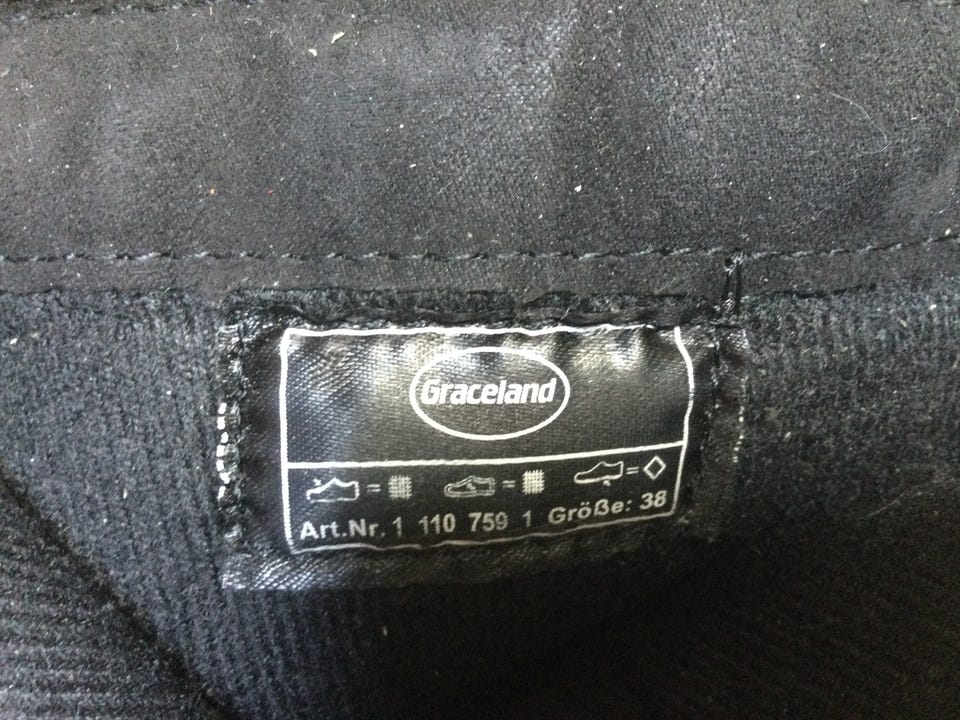 Graceland
= = =
Art.Nr. 1 110 759 1 Größe: 38